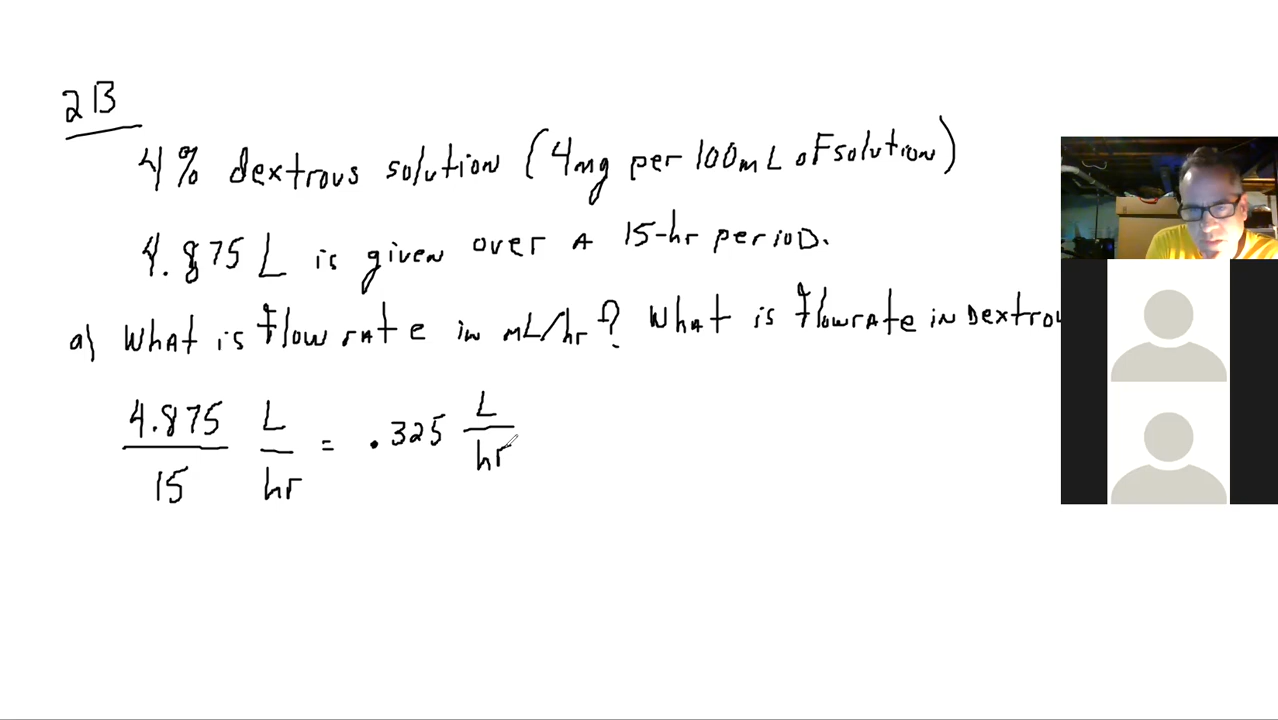 2B
4% dextrous solution (4mg per 100mL of solution)
4.875 L is given over a 15-hr period.
a) What is flow rate in mL/hr? What is flowrate in Dextrou
4.875/15 L/hr = .325 L/hr